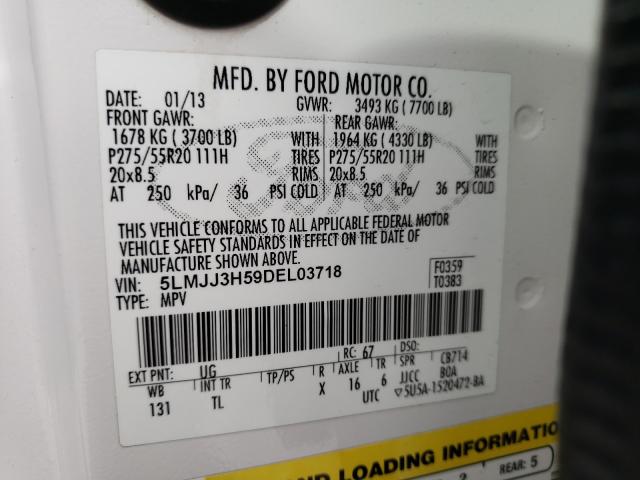 MFD. BY FORD MOTOR CO.
DATE: 01/13 GVWR: 3493 KG ( 7700 LB)
FRONT GAWR: REAR GAWR:
1678 KG ( 3700 LB) WITH 1964 KG ( 4330 LB) WITH
P275/55R20 111H TIRES P275/55R20 111H TIRES
20x8.5 RIMS 20x8.5 RIMS
AT 250 kPa/ 36 PSI COLD AT 250 kPa/ 36 PSI COLD
THIS VEHICLE CONFORMS TO ALL APPLICABLE FEDERAL MOTOR
VEHICLE SAFETY STANDARDS IN EFFECT ON THE DATE OF
MANUFACTURE SHOWN ABOVE.
VIN: 5LMJJ3H59DEL03718 F0359
TYPE: MPV T0383
EXT PNT: UG RC: 67 DSO:
WB INT TR TP/PS R AXLE TR SPR CB714
131 TL X 16 6 JJCC BOA
UTC 5U5A-1520472-BA
AND LOADING INFORMATION
REAR: 5